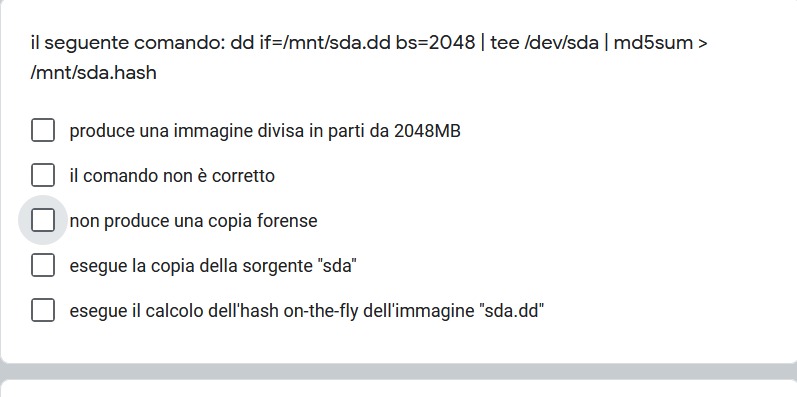 il seguente comando: dd if=/mnt/sda.dd bs=2048 | tee /dev/sda | md5sum >
/mnt/sda.hash
produce una immagine divisa in parti da 2048MB
il comando non è corretto
non produce una copia forense
esegue la copia della sorgente "sda"
esegue il calcolo dell'hash on-the-fly dell'immagine "sda.dd"